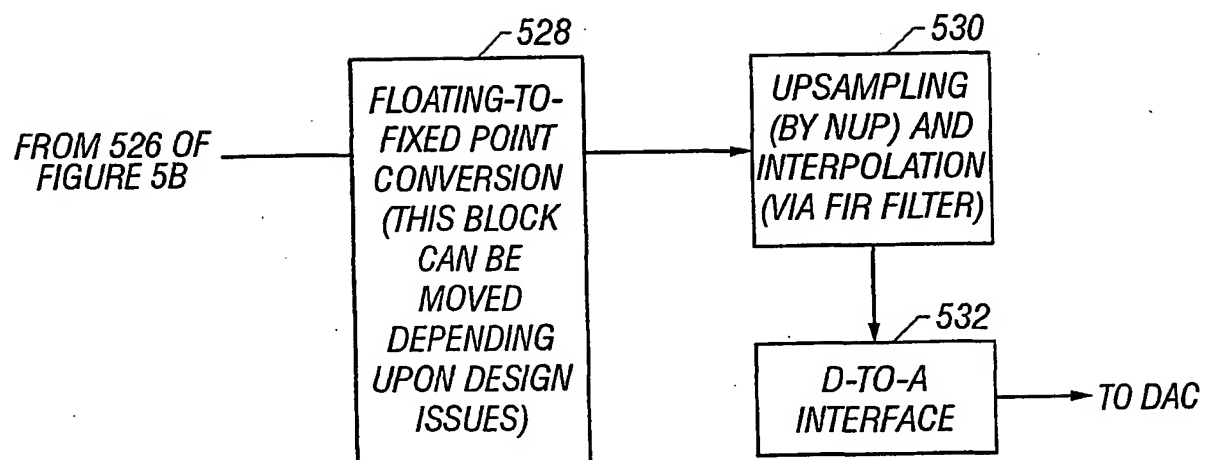 528
530
FROM 526 OF
FIGURE 5B
FLOATING-TO-
FIXED POINT
CONVERSION
(THIS BLOCK
CAN BE
MOVED
DEPENDING
UPON DESIGN
ISSUES)
UPSAMPLING
(BY NUP) AND
INTERPOLATION
(VIA FIR FILTER)
532
D-TO-A
INTERFACE
TO DAC